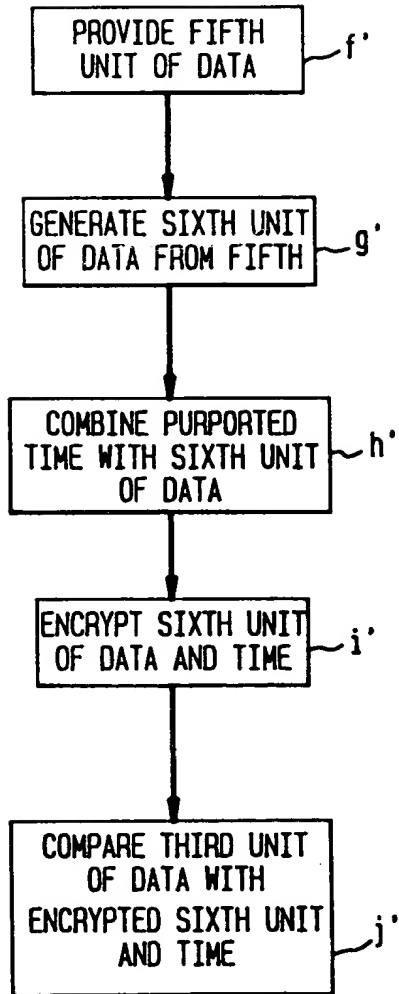 PROVIDE FIFTH
UNIT OF DATA
f'
GENERATE SIXTH UNIT
OF DATA FROM FIFTH
g'
COMBINE PURPORTED
TIME WITH SIXTH UNIT
OF DATA
h'
ENCRYPT SIXTH UNIT
OF DATA AND TIME
i'
COMPARE THIRD UNIT
OF DATA WITH
ENCRYPTED SIXTH UNIT
AND TIME
j'